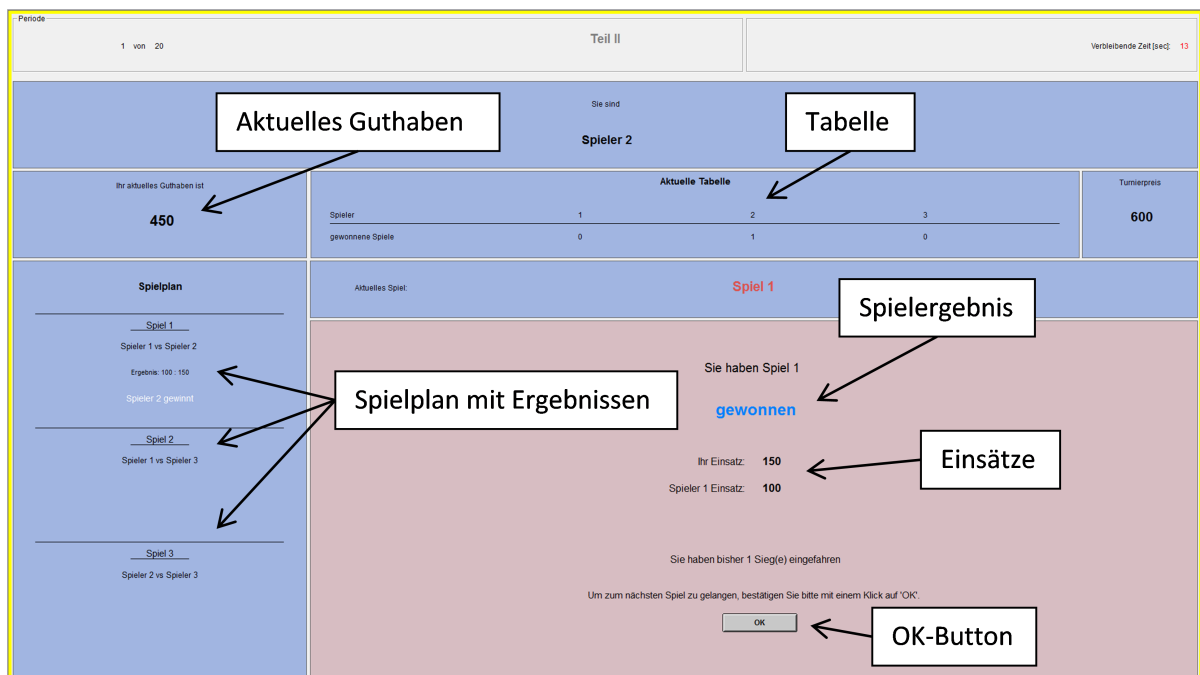 Periode
1 von 20
Teil II
Verbleibende Zeit [sec]: 13
Sie sind
Spieler 2
Aktuelles Guthaben
Tabelle
Ihr aktuelles Guthaben ist
450
Aktuelle Tabelle
Spieler 1 2 3
gewonnene Spiele 0 1 0
Turnierpreis
600
Spielplan
Spiel 1
Spieler 1 vs Spieler 2
Ergebnis: 100 : 150
Spieler 2 gewinnt
Spiel 2
Spieler 1 vs Spieler 3
Spiel 3
Spieler 2 vs Spieler 3
Spielplan mit Ergebnissen
Aktuelles Spiel: Spiel 1
Spielergebnis
Sie haben Spiel 1
gewonnen
Ihr Einsatz: 150
Spieler 1 Einsatz: 100
Einsätze
Sie haben bisher 1 Sieg(e) eingefahren
Um zum nächsten Spiel zu gelangen, bestätigen Sie bitte mit einem Klick auf 'OK'.
OK
OK-Button